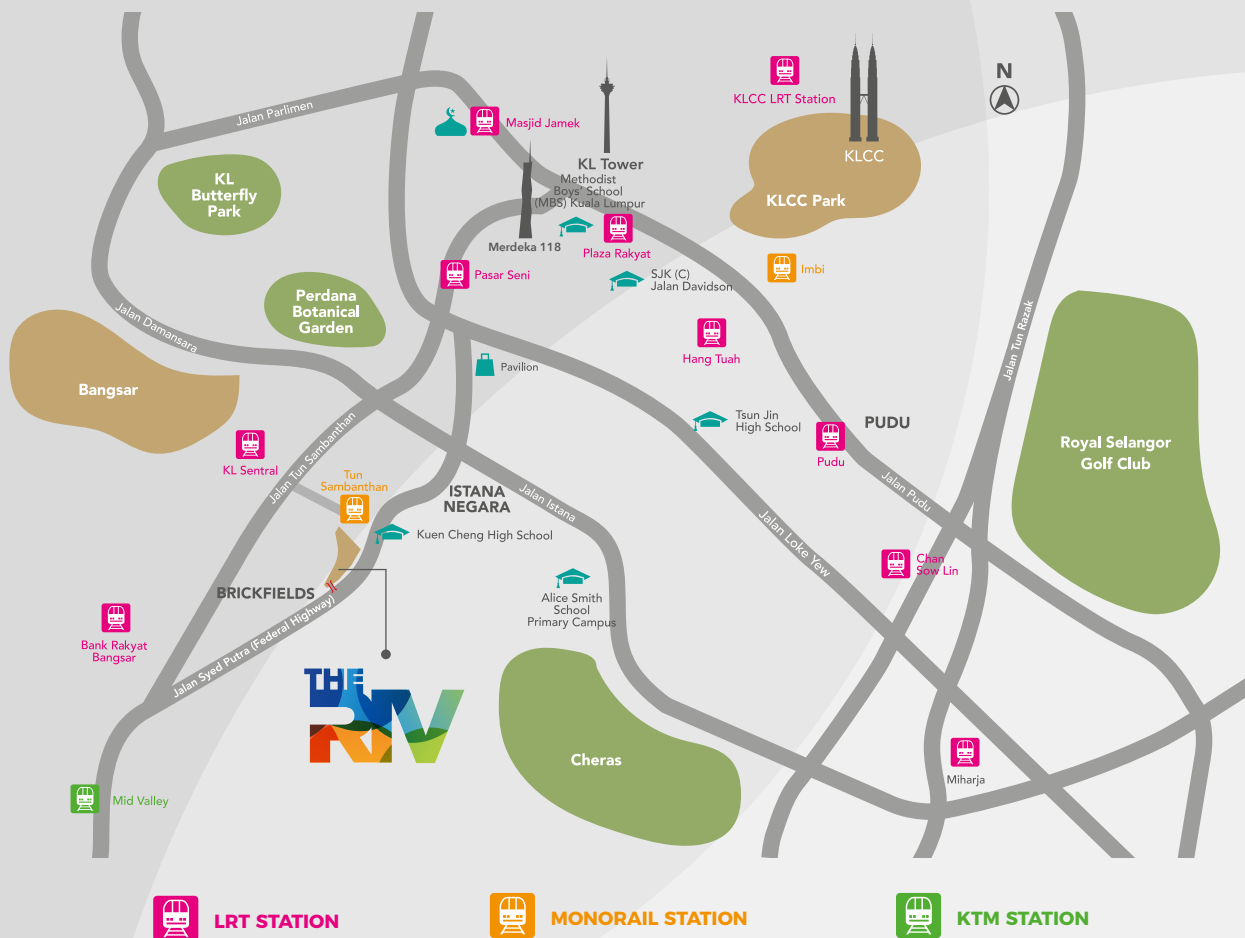 N
KLCC LRT Station
Jalan Parlimen
Masjid Jamek
KL Tower
KLCC
Methodist
Boys' School
(MBS) Kuala Lumpur
KL
Butterfly
Park
KLCC Park
Merdeka 118
Plaza Rakyat
Pasar Seni
SJK (C)
Jalan Davidson
Imbi
Perdana
Botanical
Garden
Jalan Damansara
Jalan Tun Razak
Hang Tuah
Pavilion
Bangsar
Tsun Jin
High School
PUDU
Pudu
Royal Selangor
Golf Club
KL Sentral
Jalan Tun Sambanthan
Tun
Sambanthan
ISTANA
NEGARA
Jalan Istana
Jalan Pudu
Kuen Cheng High School
Jalan Loke Yew
Chan
Sow Lin
BRICKFIELDS
Alice Smith
School
Primary Campus
Bank Rakyat
Bangsar
Jalan Syed Putra (Federal Highway)
THE
RIV
Cheras
Miharja
Mid Valley
LRT STATION
MONORAIL STATION
KTM STATION